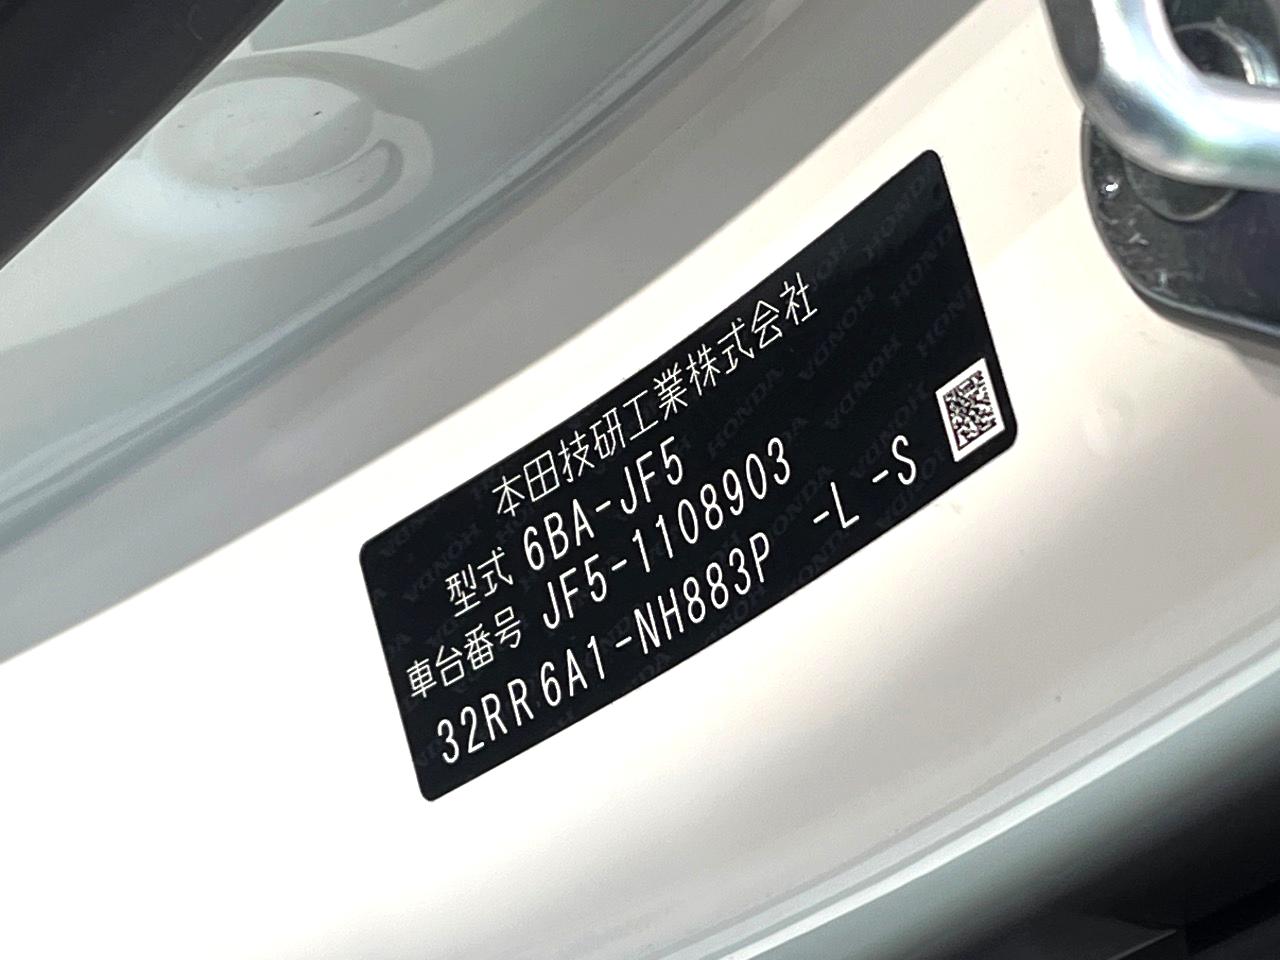 本田技研工業株式会社
型式 6BA-JF5
車台番号 JF5-1108903
32RR6A1-NH883P -L -S